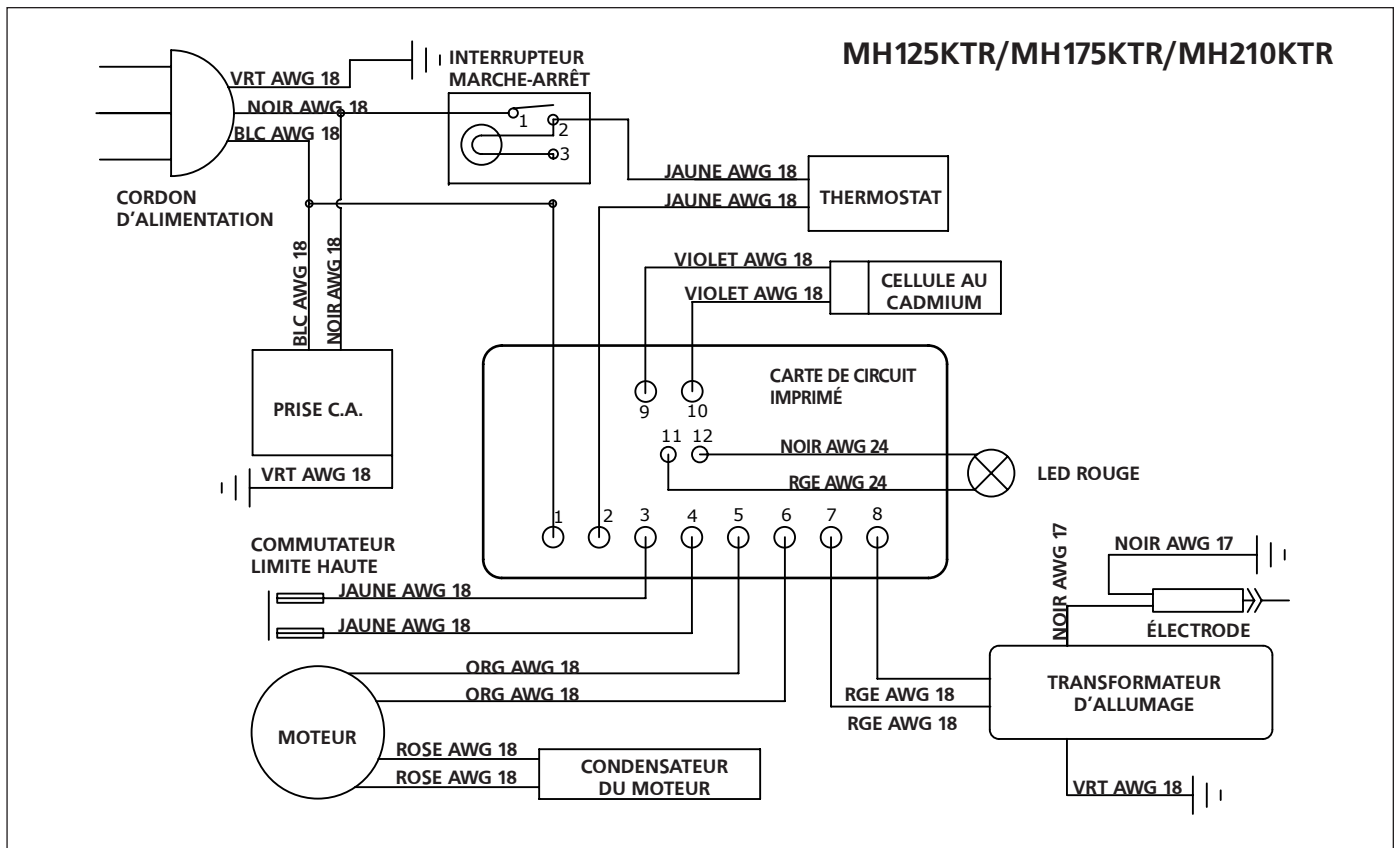 MH125KTR/MH175KTR/MH210KTR
INTERRUPTEUR
MARCHE-ARRÊT
VRT AWG 18
NOIR AWG 18
BLC AWG 18
1
2
3
CORDON
D'ALIMENTATION
JAUNE AWG 18
JAUNE AWG 18
THERMOSTAT
BLC AWG 18
NOIR AWG 18
VIOLET AWG 18
VIOLET AWG 18
CELLULE AU
CADMIUM
PRISE C.A.
VRT AWG 18
CARTE DE CIRCUIT
IMPRIMÉ
9
10
11
12
NOIR AWG 24
RGE AWG 24
LED ROUGE
1
2
3
4
5
6
7
8
COMMUTATEUR
LIMITE HAUTE
JAUNE AWG 18
JAUNE AWG 18
NOIR AWG 17
NOIR AWG 17
ÉLECTRODE
ORG AWG 18
ORG AWG 18
MOTEUR
ROSE AWG 18
ROSE AWG 18
CONDENSATEUR
DU MOTEUR
RGE AWG 18
RGE AWG 18
TRANSFORMATEUR
D'ALLUMAGE
VRT AWG 18